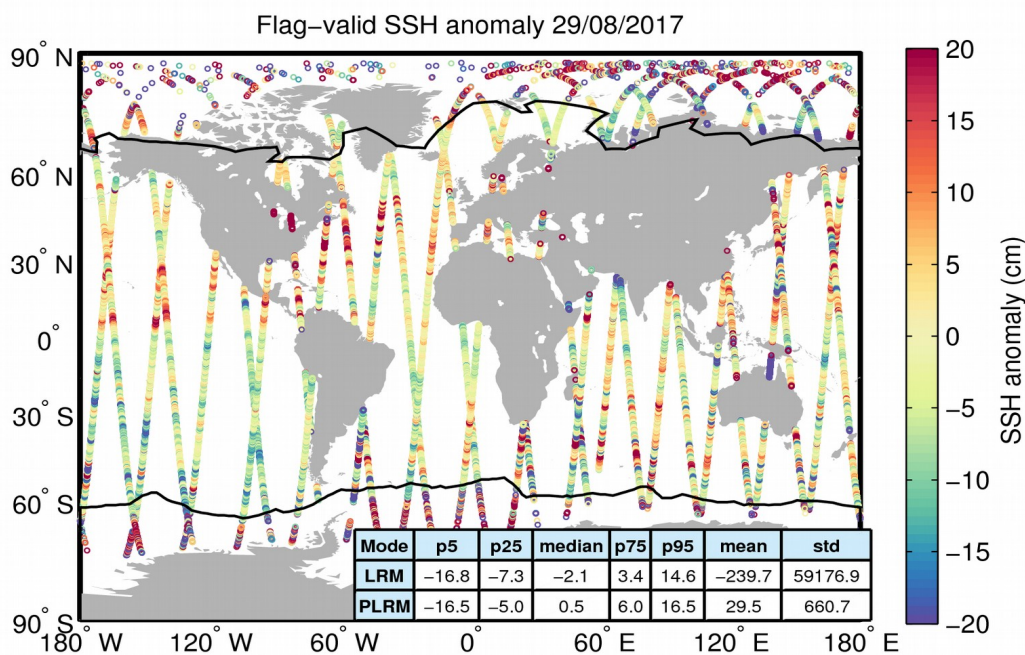 Flag−valid SSH anomaly 29/08/2017
90° N
60° N
30° N
0°
30° S
60° S
90° S
180° W
120° W
60° W
0°
60° E
120° E
180° E
20
15
10
5
0
−5
−10
−15
−20
SSH anomaly (cm)
Mode p5 p25 median p75 p95 mean std
LRM −16.8 −7.3 −2.1 3.4 14.6 −239.7 59176.9
PLRM −16.5 −5.0 0.5 6.0 16.5 29.5 660.7